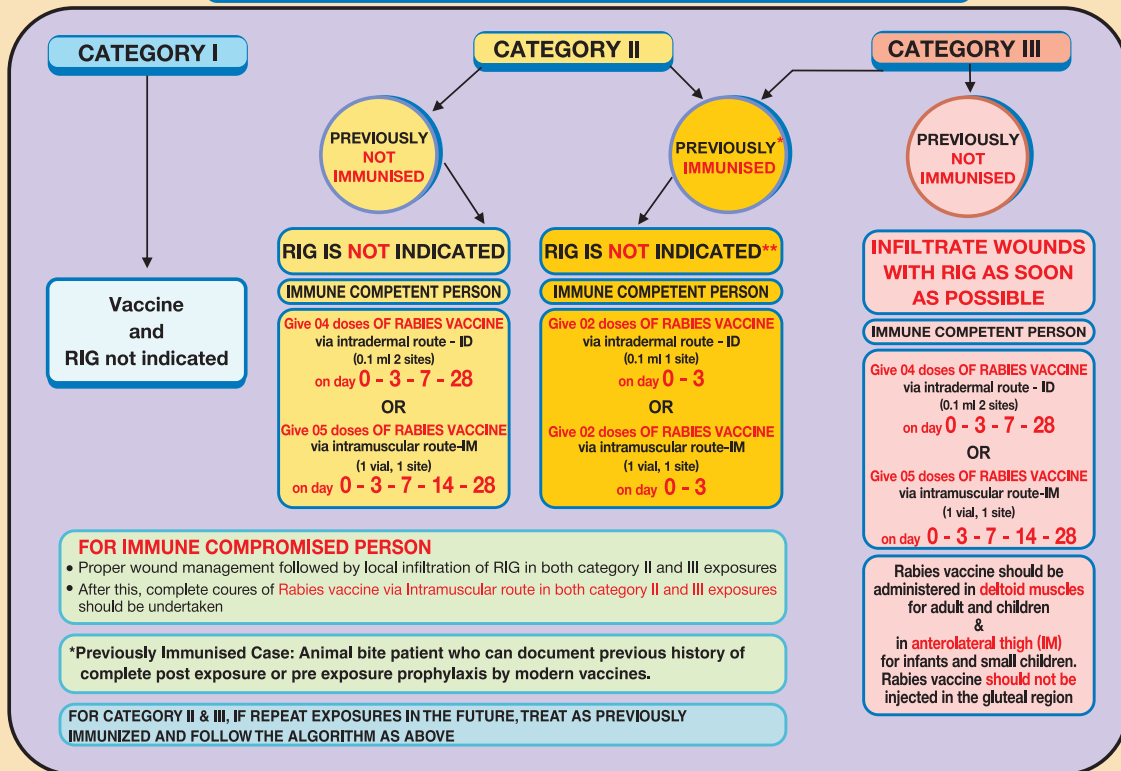 CATEGORY I
CATEGORY II
CATEGORY III
PREVIOUSLY
NOT
IMMUNISED
PREVIOUSLY*
IMMUNISED
PREVIOUSLY
NOT
IMMUNISED
Vaccine
and
RIG not indicated
RIG IS NOT INDICATED
IMMUNE COMPETENT PERSON
Give 04 doses OF RABIES VACCINE
via intradermal route - ID
(0.1 ml 2 sites)
on day 0 - 3 - 7 - 28
OR
Give 05 doses OF RABIES VACCINE
via intramuscular route-IM
(1 vial, 1 site)
on day 0 - 3 - 7 - 14 - 28
RIG IS NOT INDICATED**
IMMUNE COMPETENT PERSON
Give 02 doses OF RABIES VACCINE
via intradermal route - ID
(0.1 ml 1 site)
on day 0 - 3
OR
Give 02 doses OF RABIES VACCINE
via intramuscular route-IM
(1 vial, 1 site)
on day 0 - 3
INFILTRATE WOUNDS
WITH RIG AS SOON
AS POSSIBLE
IMMUNE COMPETENT PERSON
Give 04 doses OF RABIES VACCINE
via intradermal route - ID
(0.1 ml 2 sites)
on day 0 - 3 - 7 - 28
OR
Give 05 doses OF RABIES VACCINE
via intramuscular route-IM
(1 vial, 1 site)
on day 0 - 3 - 7 - 14 - 28
Rabies vaccine should be
administered in deltoid muscles
for adult and children
&
in anterolateral thigh (IM)
for infants and small children.
Rabies vaccine should not be
injected in the gluteal region
FOR IMMUNE COMPROMISED PERSON
• Proper wound management followed by local infiltration of RIG in both category II and III exposures
• After this, complete coures of Rabies vaccine via Intramuscular route in both category II and III exposures
should be undertaken
*Previously Immunised Case: Animal bite patient who can document previous history of
complete post exposure or pre exposure prophylaxis by modern vaccines.
FOR CATEGORY II & III, IF REPEAT EXPOSURES IN THE FUTURE, TREAT AS PREVIOUSLY
IMMUNIZED AND FOLLOW THE ALGORITHM AS ABOVE